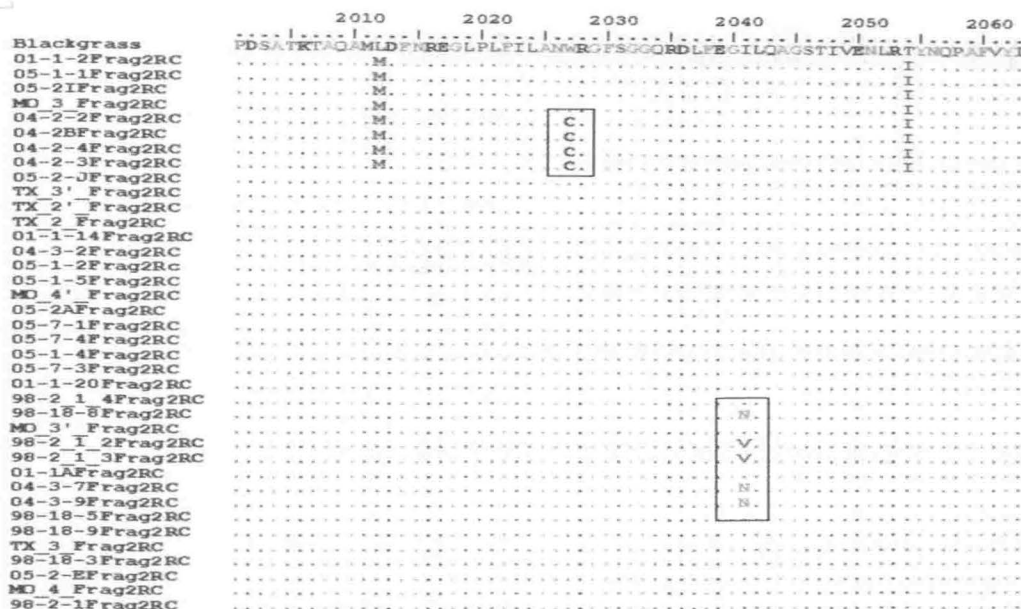 2010 2020 2030 2040 2050 2060
Blackgrass PDSATKTAQAMLDFNREGLPLFILANWRGFSGGQRDLFEGILQAGSTIVENLRTYNQPAFVYI
01-1-2Frag2RC M I
05-1-1Frag2RC M I
05-2IFrag2RC M I
MO_3_Frag2RC M I
04-2-2Frag2RC M C I
04-2BFrag2RC M C I
04-2-4Frag2RC M C I
04-2-3Frag2RC M C I
05-2-JFrag2RC
TX_3'_Frag2RC
TX_2'_Frag2RC
TX_2_Frag2RC
01-1-14Frag2RC
04-3-2Frag2RC
05-1-2Frag2Rc
05-1-5Frag2RC
MO_4'_Frag2RC
05-2AFrag2RC
05-7-1Frag2RC
05-7-4Frag2RC
05-1-4Frag2RC
05-7-3Frag2RC
01-1-20Frag2RC
98-2_1_4Frag2RC
98-18-8Frag2RC N
MO_3'_Frag2RC
98-2_1_2Frag2RC V
98-2_1_3Frag2RC V
01-1AFrag2RC
04-3-7Frag2RC N
04-3-9Frag2RC N
98-18-5Frag2RC
98-18-9Frag2RC
TX_3_Frag2RC
98-18-3Frag2RC
05-2-EFrag2RC
MO_4_Frag2RC
98-2-1Frag2RC